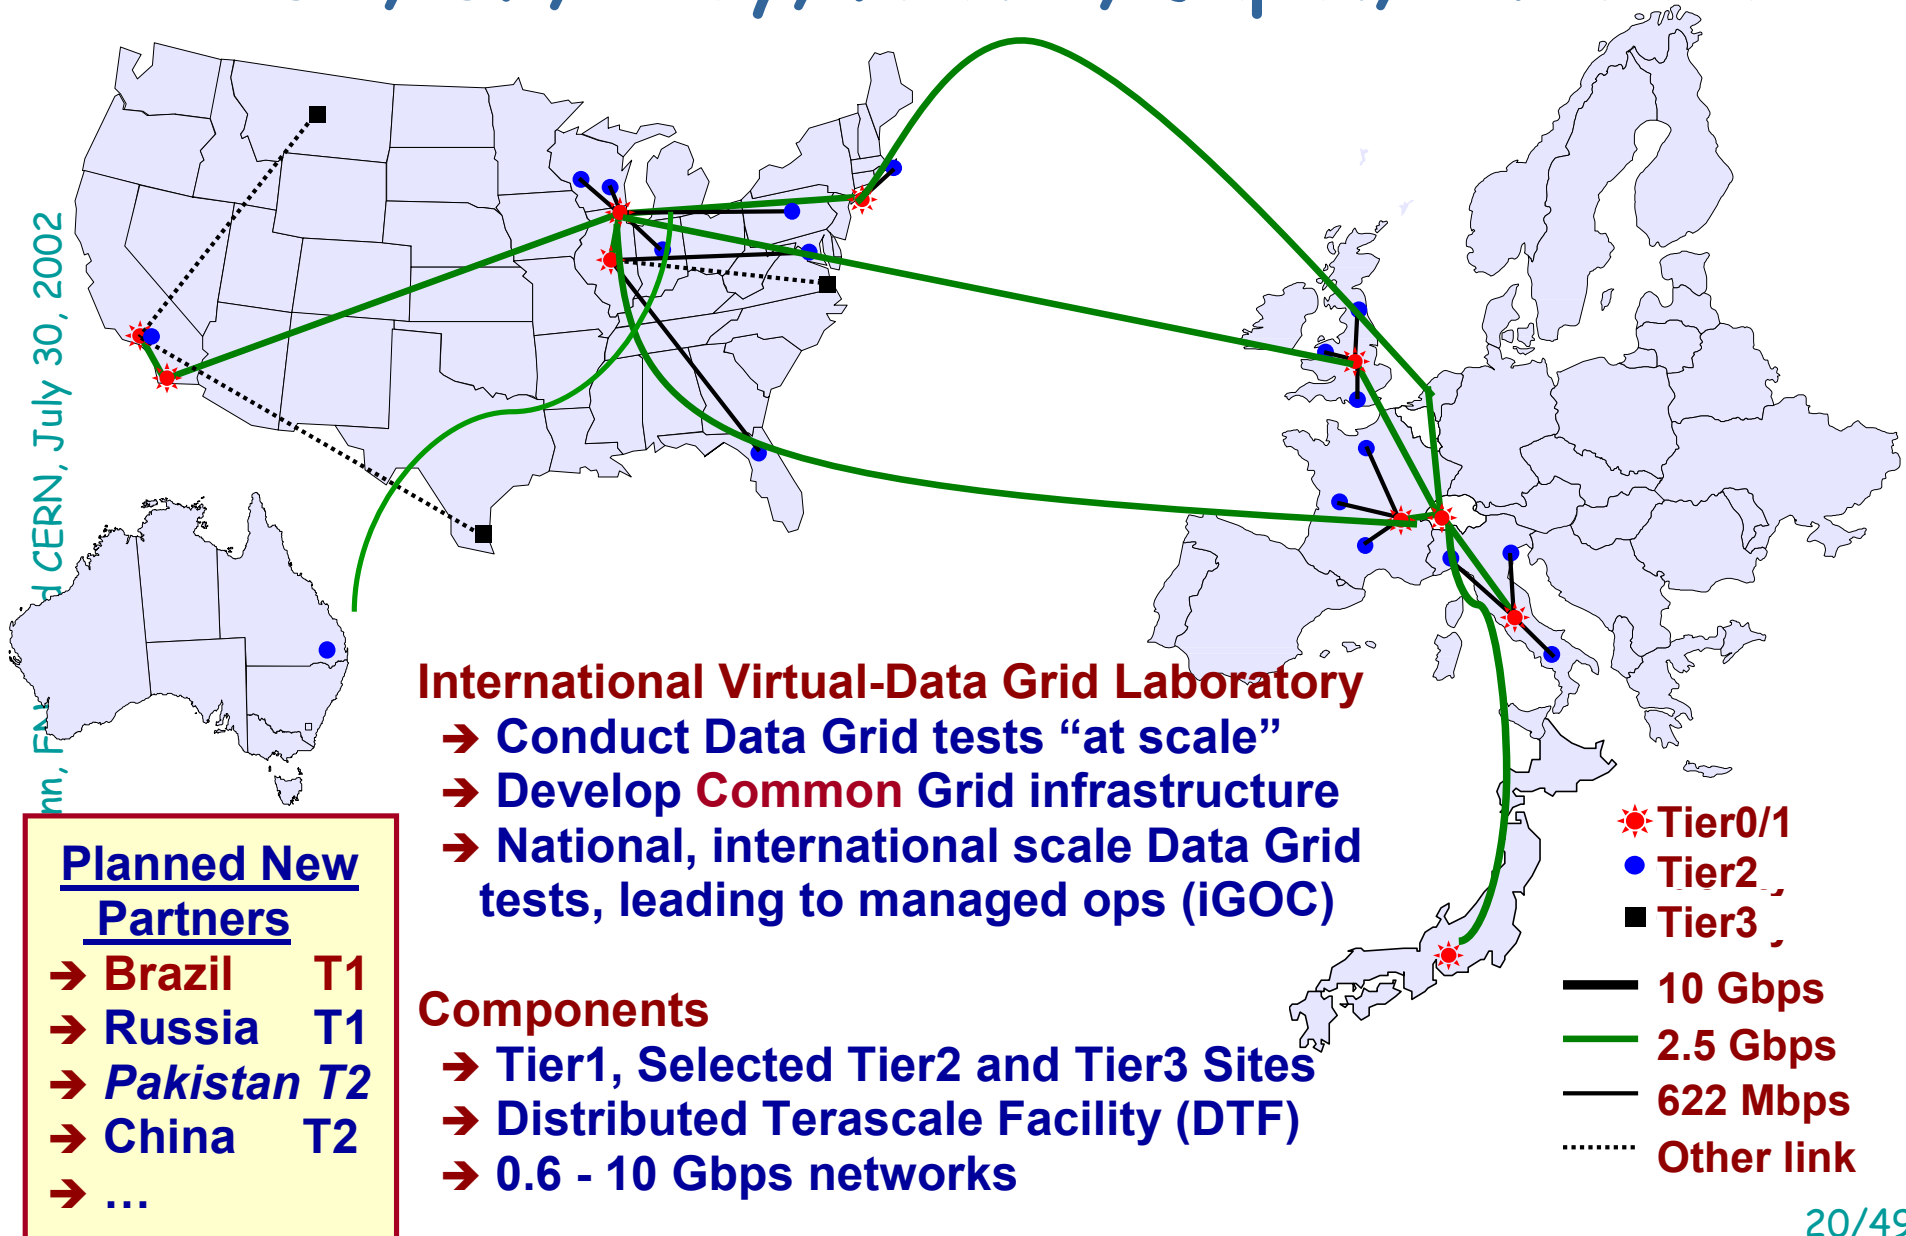 CERN, July 30, 2002
International Virtual-Data Grid Laboratory
➔ Conduct Data Grid tests “at scale”
➔ Develop Common Grid infrastructure
➔ National, international scale Data Grid
tests, leading to managed ops (iGOC)
Components
➔ Tier1, Selected Tier2 and Tier3 Sites
➔ Distributed Terascale Facility (DTF)
➔ 0.6 - 10 Gbps networks
Planned New
Partners
➔ Brazil T1
➔ Russia T1
➔ Pakistan T2
➔ China T2
➔ …
Tier0/1
Tier2
Tier3
10 Gbps
2.5 Gbps
622 Mbps
Other link
20/49